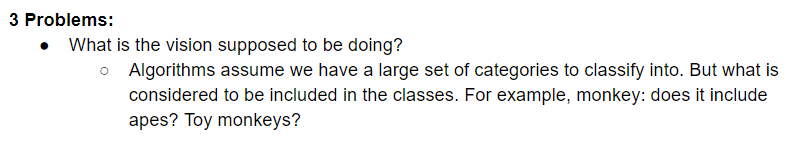 3 Problems:
● What is the vision supposed to be doing?
○ Algorithms assume we have a large set of categories to classify into. But what is
considered to be included in the classes. For example, monkey: does it include
apes? Toy monkeys?